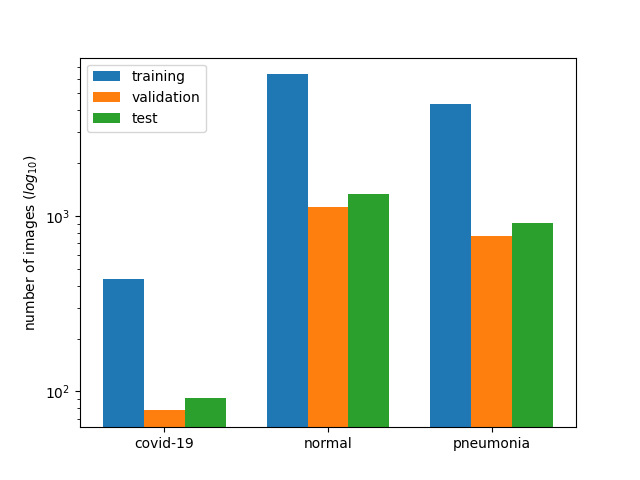 training
validation
test
number of images (log₁₀)
10³
10²
covid-19
normal
pneumonia